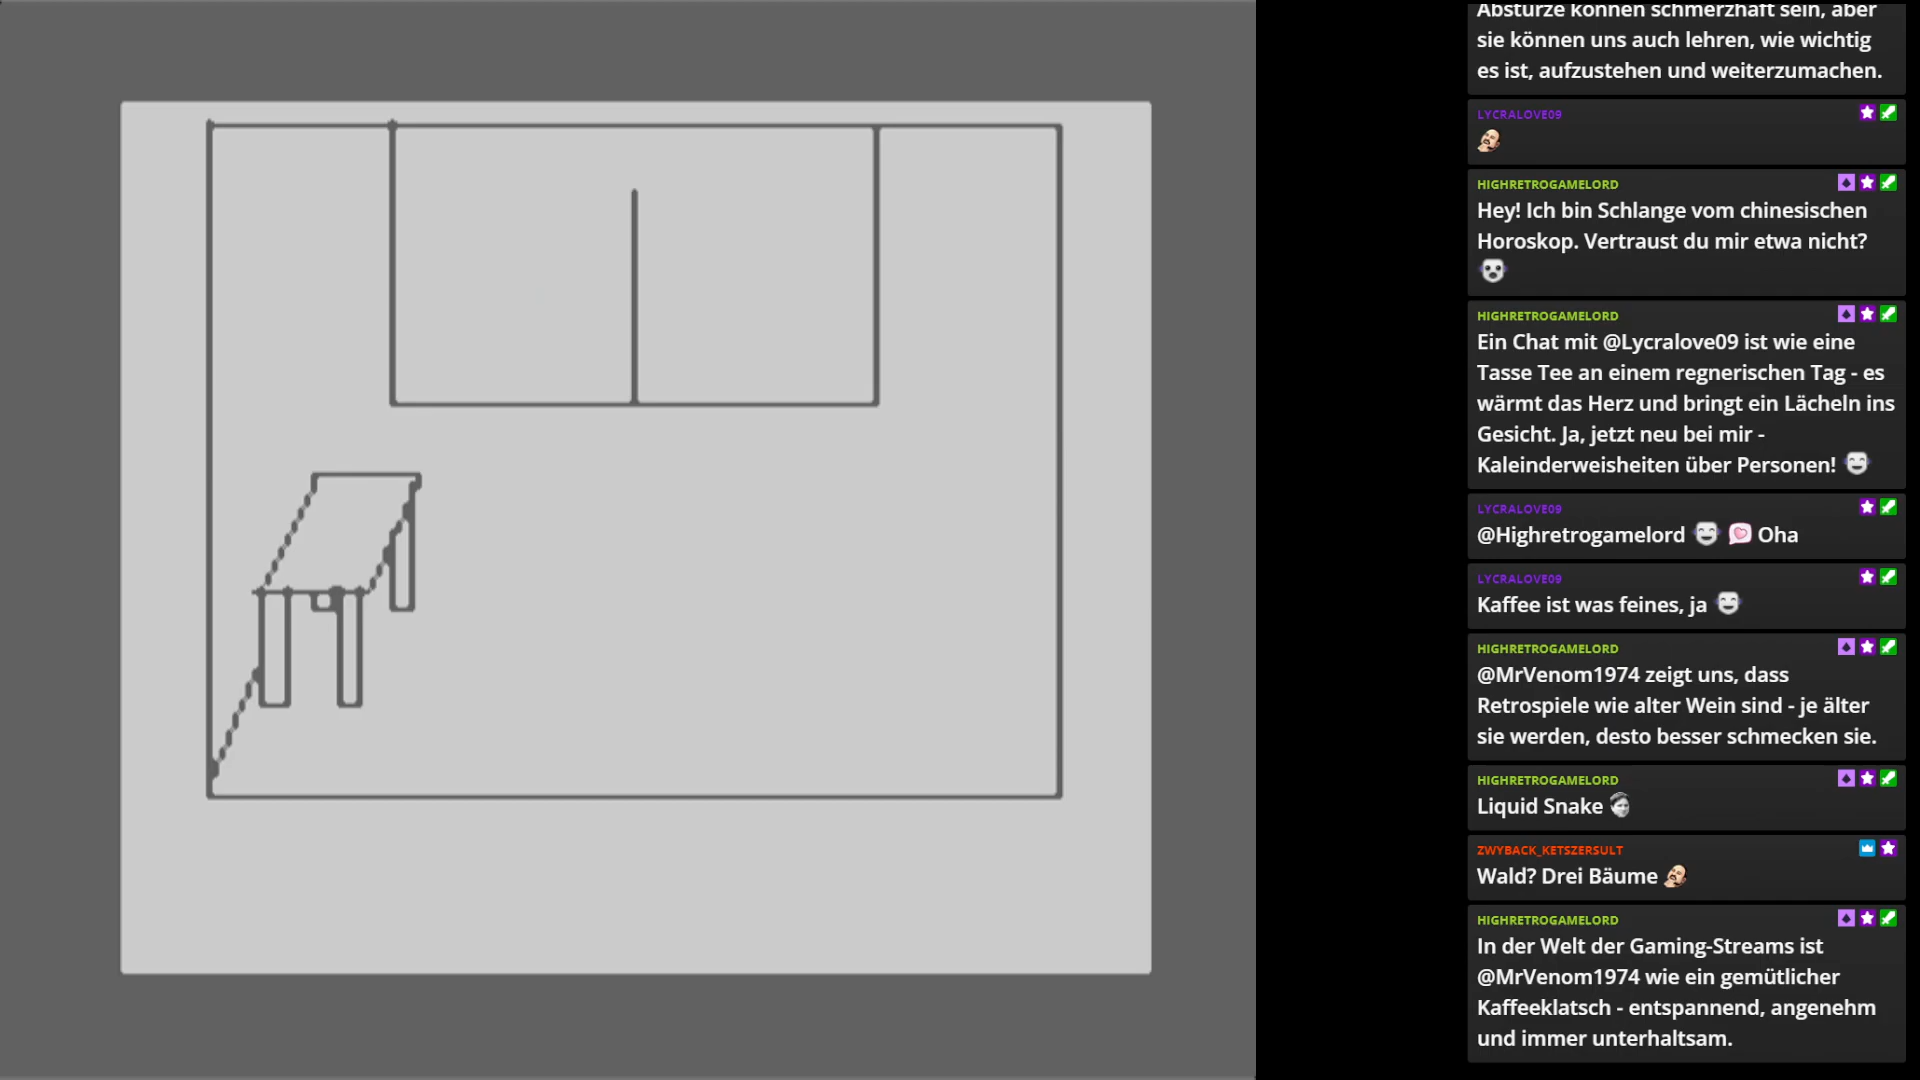 Abstürze können schmerzhaft sein, aber
sie können uns auch lehren, wie wichtig
es ist, aufzustehen und weiterzumachen.
LYCRALOVE09
HIGHRETROGAMELORD
Hey! Ich bin Schlange vom chinesischen
Horoskop. Vertraust du mir etwa nicht?
HIGHRETROGAMELORD
Ein Chat mit @Lycralove09 ist wie eine
Tasse Tee an einem regnerischen Tag - es
wärmt das Herz und bringt ein Lächeln ins
Gesicht. Ja, jetzt neu bei mir -
Kaleinderweisheiten über Personen!
LYCRALOVE09
@Highretrogamelord Oha
LYCRALOVE09
Kaffee ist was feines, ja
HIGHRETROGAMELORD
@MrVenom1974 zeigt uns, dass
Retrospiele wie alter Wein sind - je älter
sie werden, desto besser schmecken sie.
HIGHRETROGAMELORD
Liquid Snake
ZWYBACK_KETSZERSULT
Wald? Drei Bäume
HIGHRETROGAMELORD
In der Welt der Gaming-Streams ist
@MrVenom1974 wie ein gemütlicher
Kaffeeklatsch - entspannend, angenehm
und immer unterhaltsam.